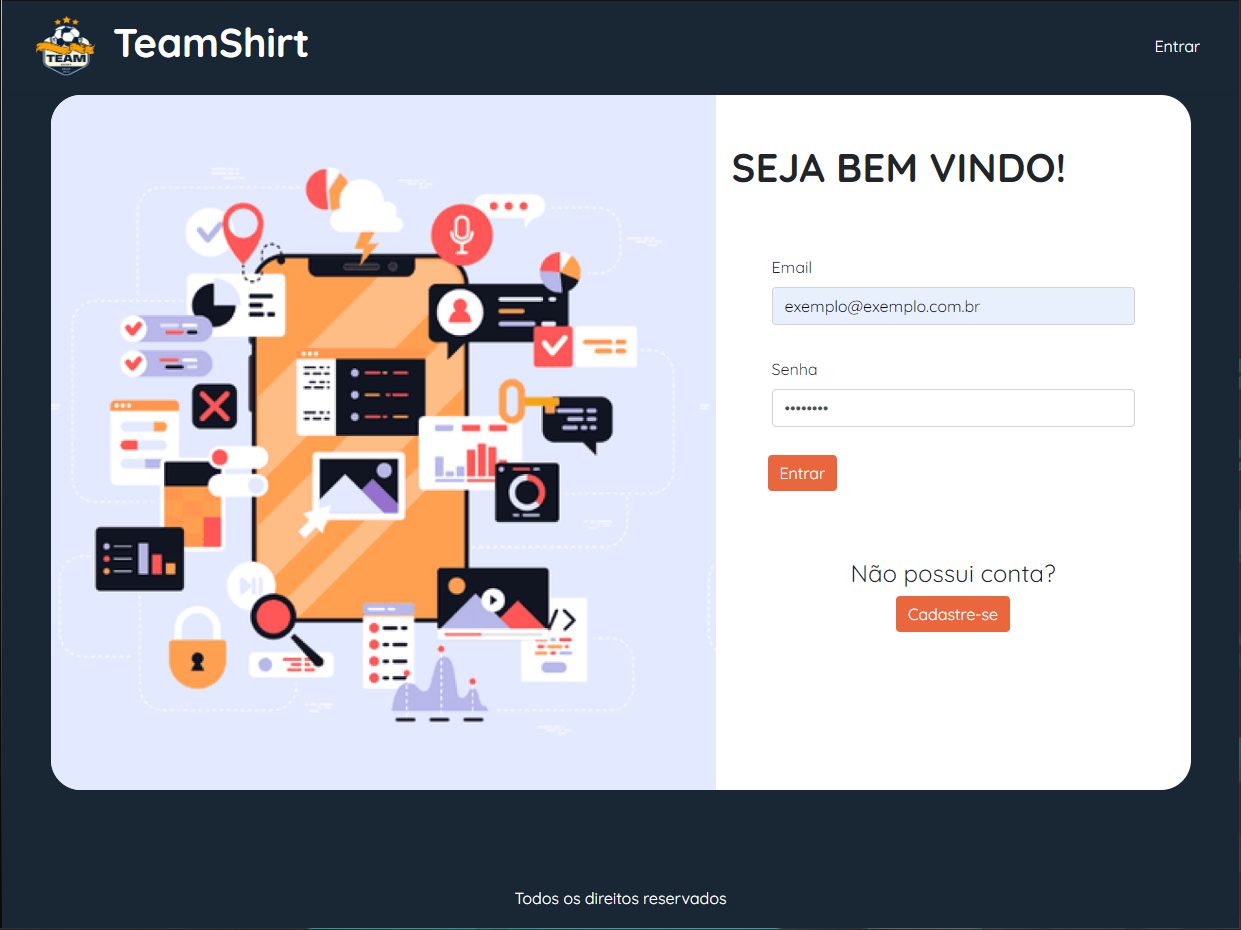 TEAM
TeamShirt
Entrar
SEJA BEM VINDO!
Email
exemplo@exemplo.com.br
Senha
••••••••
Entrar
Não possui conta?
Cadastre-se
Todos os direitos reservados